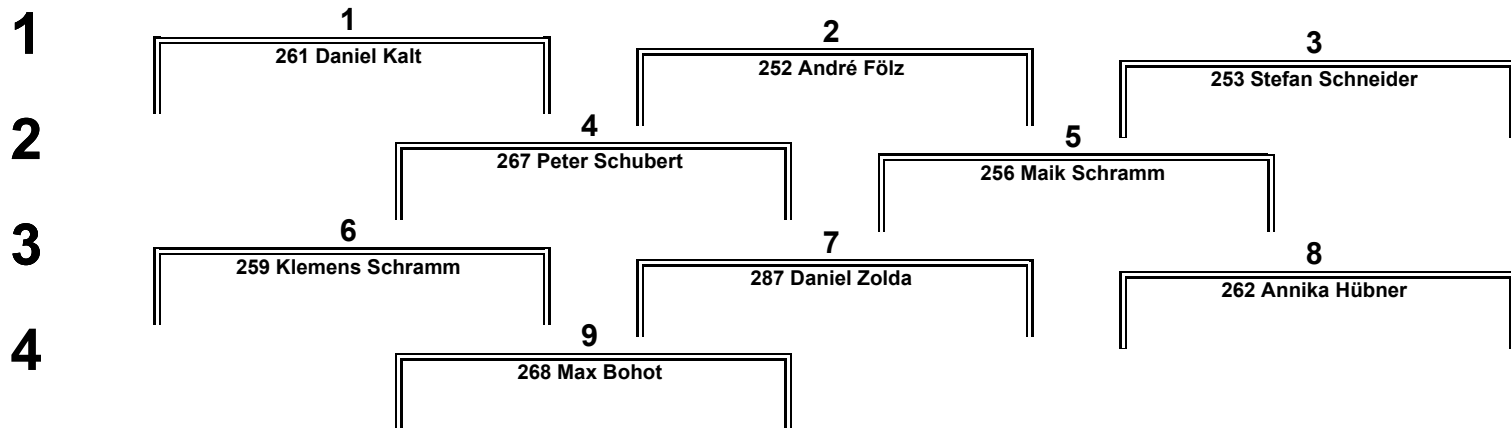 1
1
261 Daniel Kalt
2
252 André Fölz
3
253 Stefan Schneider
2
4
267 Peter Schubert
5
256 Maik Schramm
3
6
259 Klemens Schramm
7
287 Daniel Zolda
8
262 Annika Hübner
4
9
268 Max Bohot